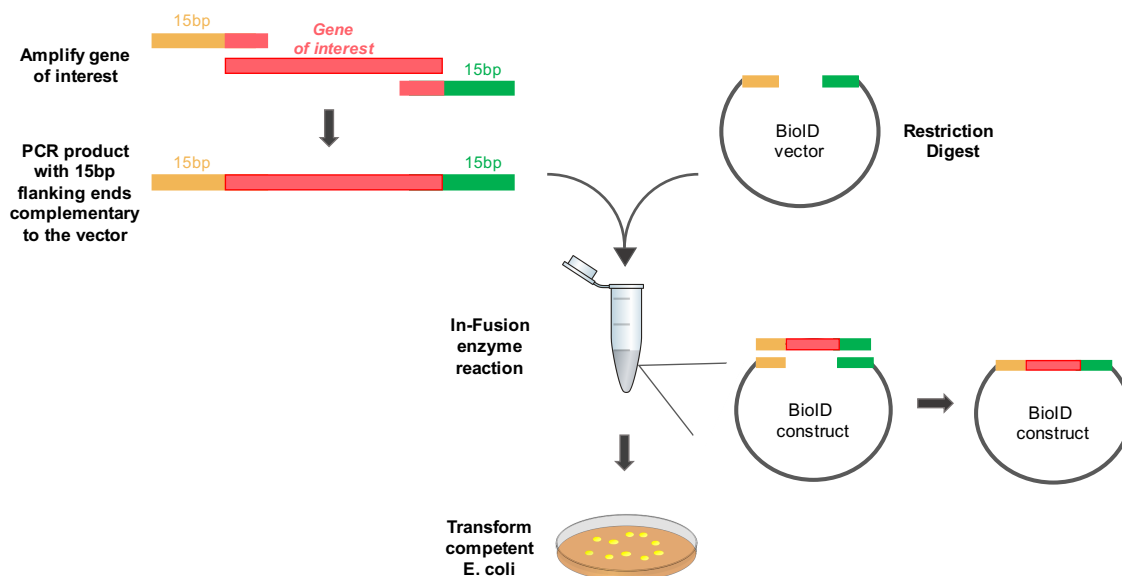 15bp
Amplify gene
of interest
Gene
of interest
15bp
PCR product
with 15bp
flanking ends
complementary
to the vector
15bp
15bp
BioID
vector
Restriction
Digest
In-Fusion
enzyme
reaction
BioID
construct
BioID
construct
Transform
competent
E. coli